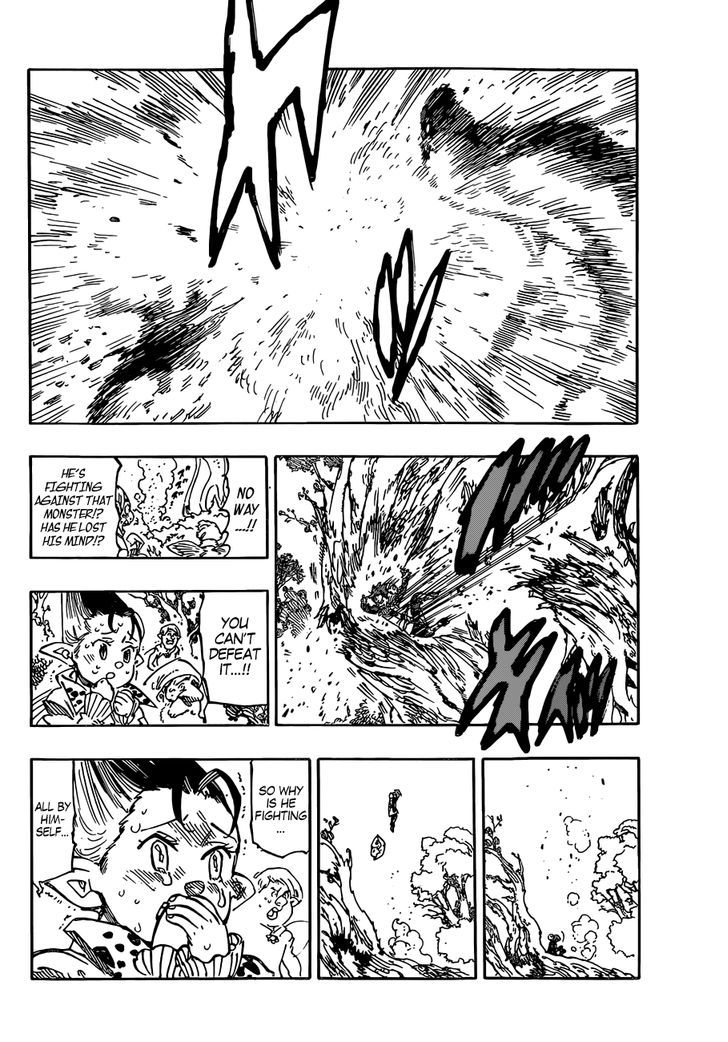 NO
WAY
...!!
HE'S
FIGHTING
AGAINST THAT
MONSTER!?
HAS HE LOST
HIS MIND!?
YOU
CAN'T
DEFEAT
IT...!!
SO WHY
IS HE
FIGHTING
...
ALL BY
HIM-
SELF...